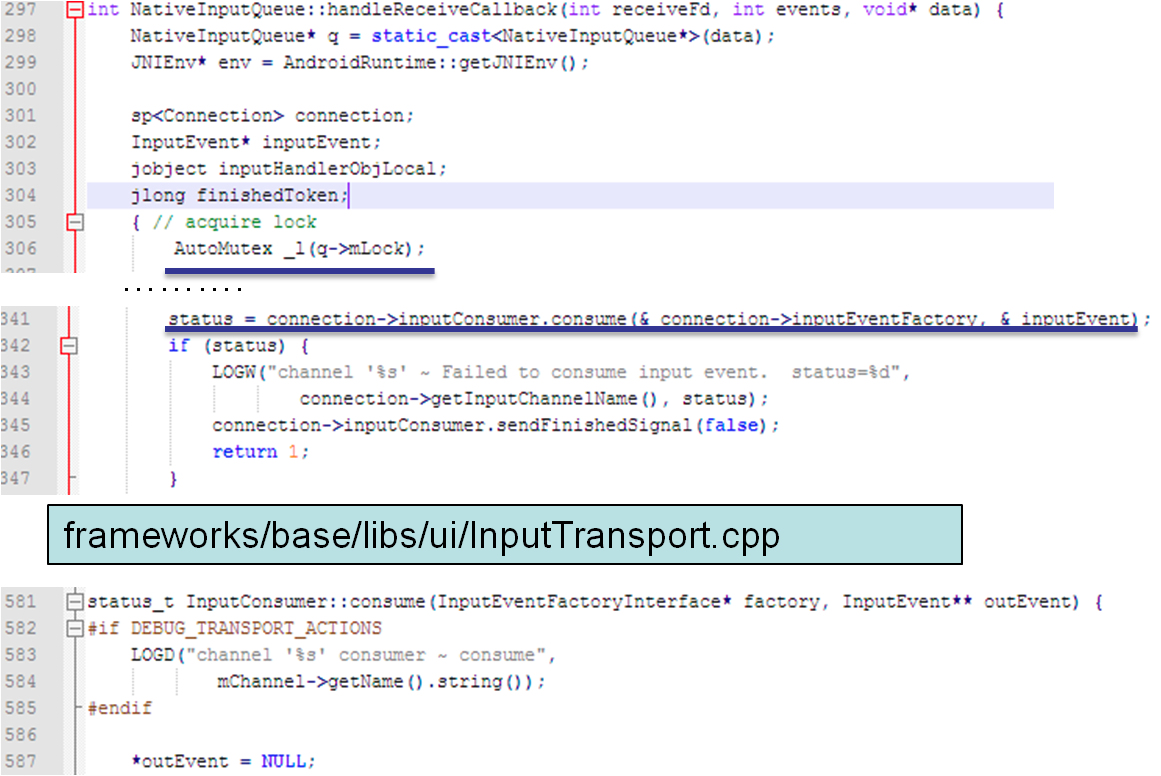 297 int NativeInputQueue::handleReceiveCallback(int receiveFd, int events, void* data) {
298 NativeInputQueue* q = static_cast<NativeInputQueue*>(data);
299 JNIEnv* env = AndroidRuntime::getJNIEnv();
300
301 sp<Connection> connection;
302 InputEvent* inputEvent;
303 jobject inputHandlerObjLocal;
304 jlong finishedToken;
305 { // acquire lock
306 AutoMutex _l(q->mLock);
..........
341 status = connection->inputConsumer.consume(& connection->inputEventFactory, & inputEvent);
342 if (status) {
343 LOGW("channel '%s' ~ Failed to consume input event.  status=%d",
344 connection->getInputChannelName(), status);
345 connection->inputConsumer.sendFinishedSignal(false);
346 return 1;
347 }
frameworks/base/libs/ui/InputTransport.cpp
581 status_t InputConsumer::consume(InputEventFactoryInterface* factory, InputEvent** outEvent) {
582 #if DEBUG_TRANSPORT_ACTIONS
583 LOGD("channel '%s' consumer ~ consume",
584 mChannel->getName().string());
585 #endif
586
587 *outEvent = NULL;